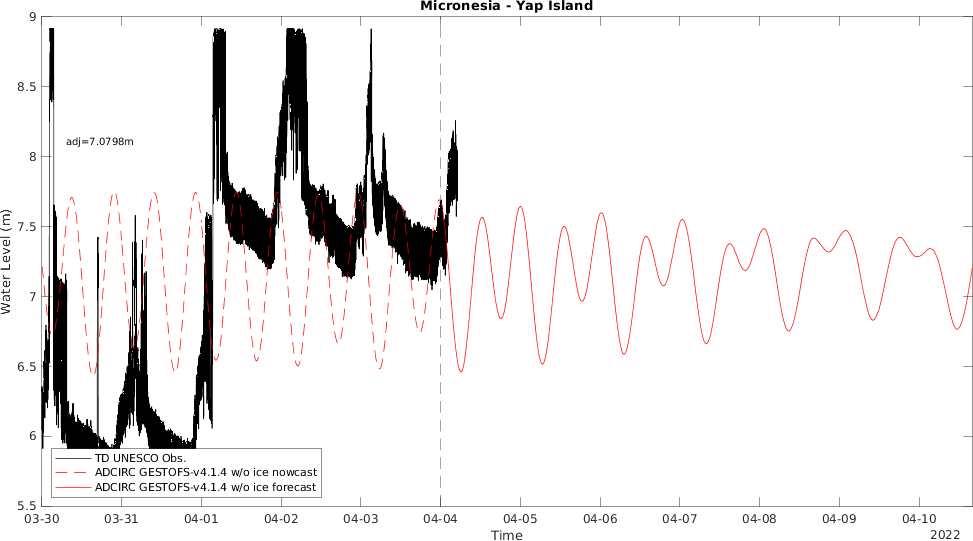 Micronesia - Yap Island
9
8.5
8
7.5
7
6.5
6
5.5
Water Level (m)
adj=7.0798m
TD UNESCO Obs.
ADCIRC GESTOFS-v4.1.4 w/o ice nowcast
ADCIRC GESTOFS-v4.1.4 w/o ice forecast
03-30 03-31 04-01 04-02 04-03 04-04 04-05 04-06 04-07 04-08 04-09 04-10
Time
2022